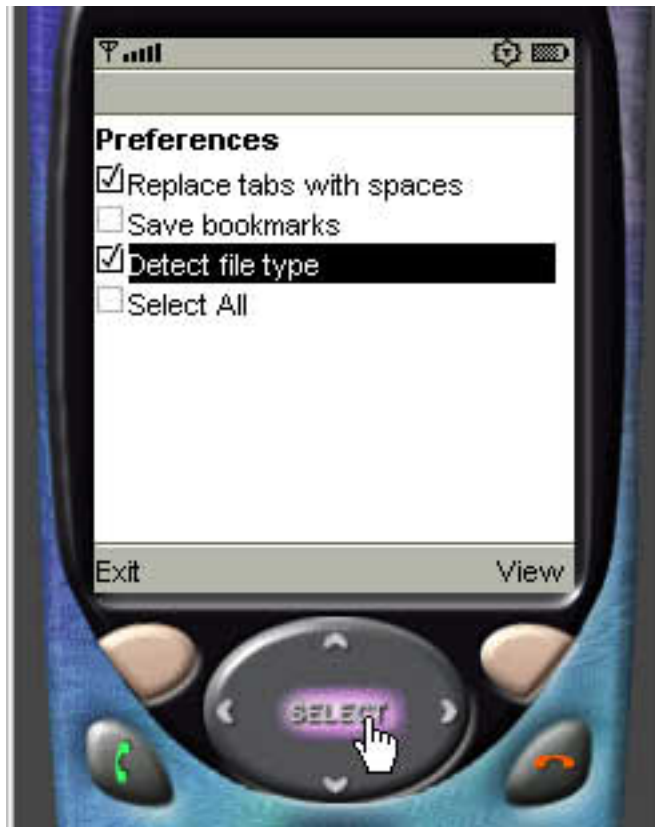 Preferences
Replace tabs with spaces
Save bookmarks
Detect file type
Select All
Exit
View
SELECT